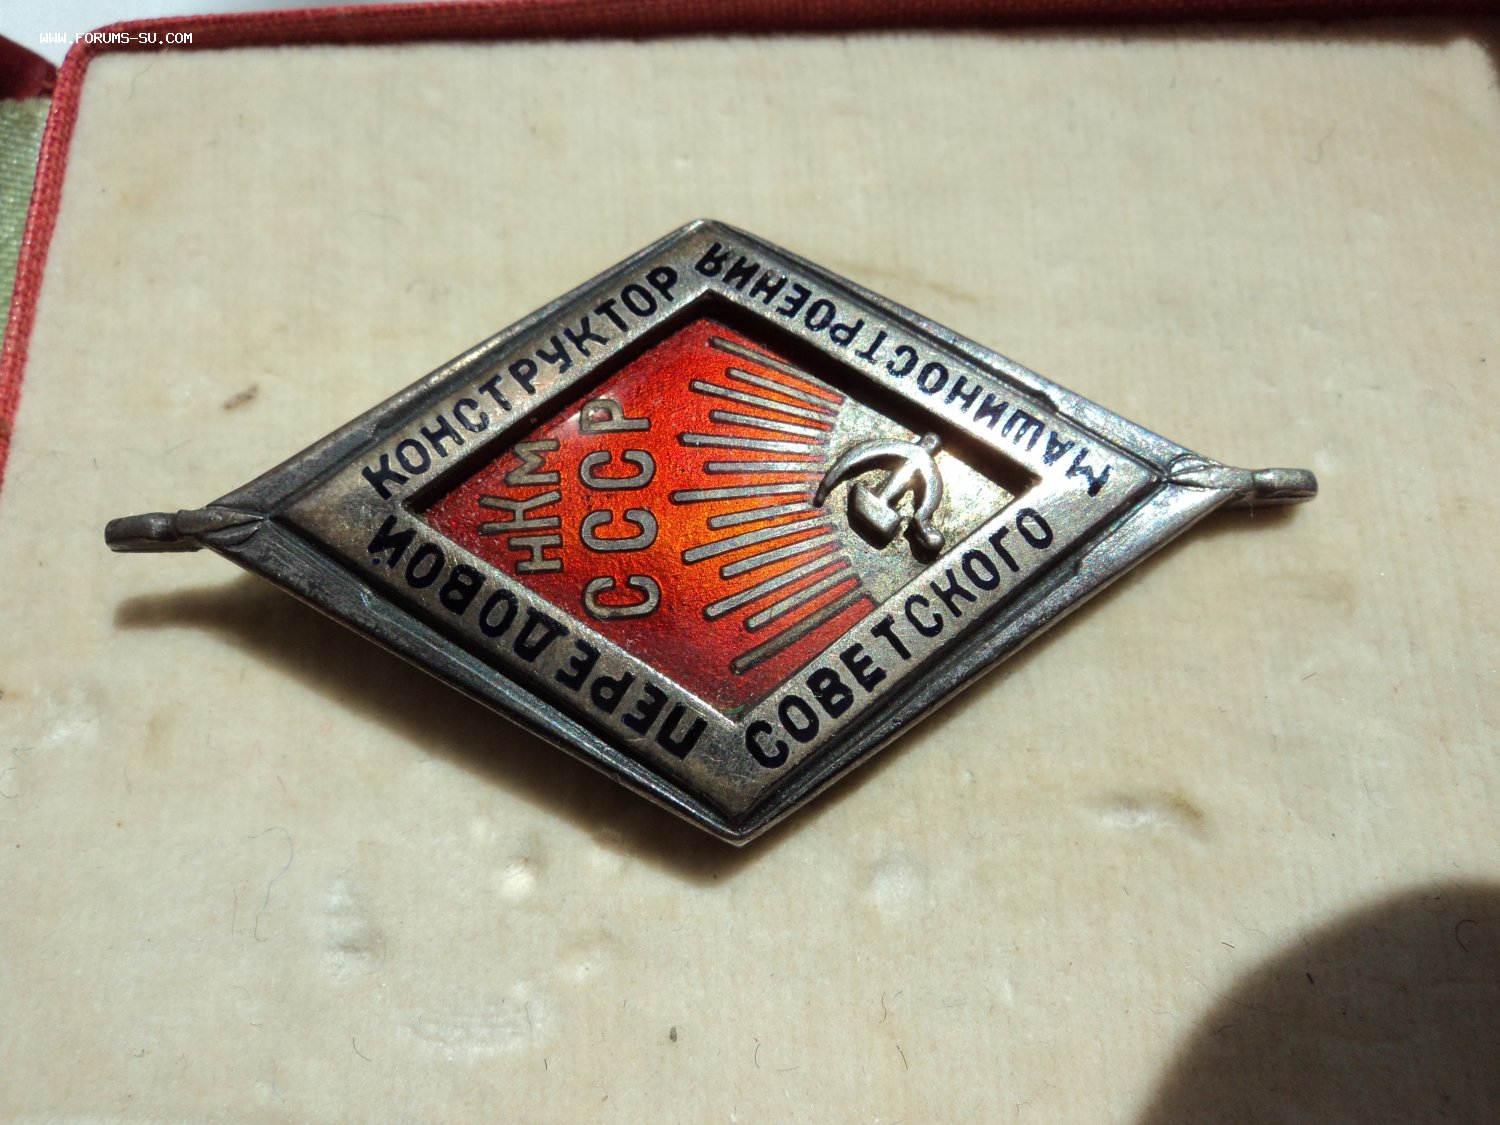 WWW.FORUMS-SU.COM
ПЕРЕДОВОЙ
КОНСТРУКТОР
СОВЕТСКОГО
МАШИНОСТРОЕНИЯ
НКМ
СССР